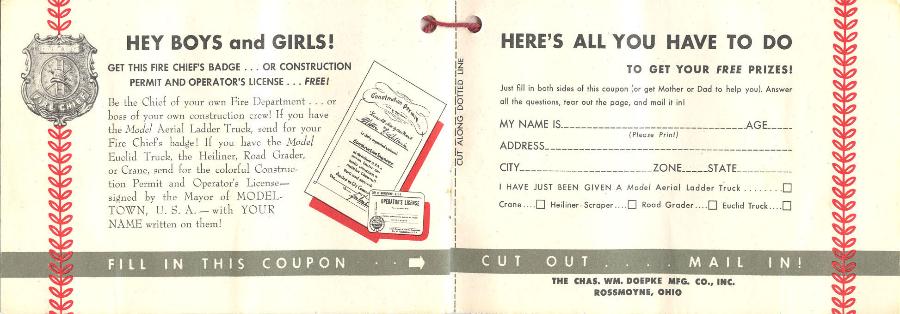 HEY BOYS and GIRLS!
GET THIS FIRE CHIEF'S BADGE . . . OR CONSTRUCTION
PERMIT AND OPERATOR'S LICENSE . . . FREE!
Be the Chief of your own Fire Department . . . or
boss of your own construction crew! If you have
the Model Aerial Ladder Truck, send for your
Fire Chief's badge! If you have the Model
Euclid Truck, the Heiliner, Road Grader,
or Crane, send for the colorful Construc-
tion Permit and Operator's License—
signed by the Mayor of MODEL-
TOWN, U. S. A.—with YOUR
NAME written on them!
Construction Permit
OPERATOR'S LICENSE
FILL IN THIS COUPON . . .
CUT ALONG DOTTED LINE
HERE'S ALL YOU HAVE TO DO
TO GET YOUR FREE PRIZES!
Just fill in both sides of this coupon (or get Mother or Dad to help you). Answer
all the questions, tear out the page, and mail it in!
MY NAME IS AGE
(Please Print)
ADDRESS
CITY ZONE STATE
I HAVE JUST BEEN GIVEN A Model Aerial Ladder Truck ........
Crane.... Heiliner Scraper.... Road Grader.... Euclid Truck....
CUT OUT . . . . . MAIL IN!
THE CHAS. WM. DOEPKE MFG. CO., INC.
ROSSMOYNE, OHIO